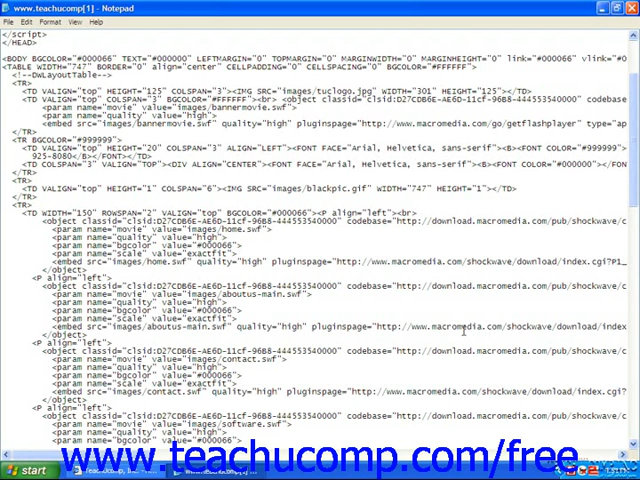 www.teachucomp[1] - Notepad
File Edit Format View Help
</script>
</HEAD>
<BODY BGCOLOR="#000066" TEXT="#000000" LEFTMARGIN="0" TOPMARGIN="0" MARGINWIDTH="0" MARGINHEIGHT="0" link="#0000ff" vlink="#0
<TABLE WIDTH="747" BORDER="0" align="center" CELLPADDING="0" CELLSPACING="0" BGCOLOR="#FFFFFF">
<!--DwLayoutTable-->
<TR>
<TD VALIGN="top" HEIGHT="125" COLSPAN="3"><IMG SRC="images/tuclogo.jpg" WIDTH="301" HEIGHT="125"></TD>
<TD VALIGN="top" COLSPAN="3" BGCOLOR="#FFFFFF"><br> <object classid="clsid:D27CDB6E-AE6D-11cf-96B8-444553540000" codebase
<param name="movie" value="images/bannermovie.swf">
<param name="quality" value="high">
<embed src="images/bannermovie.swf" quality="high" pluginspage="http://www.macromedia.com/go/getflashplayer" type="ap
</TR>
<TR BGCOLOR="#999999">
<TD VALIGN="top" HEIGHT="20" COLSPAN="3" ALIGN="LEFT"><FONT FACE="Arial, Helvetica, sans-serif"><B><FONT COLOR="#999999">
925-8080</B></FONT></TD>
<TD COLSPAN="3" VALIGN="TOP"><DIV ALIGN="CENTER"><FONT FACE="Arial, Helvetica, sans-serif"><B><FONT COLOR="#000000"></FON
</TR>
<TR>
<TD VALIGN="top" HEIGHT="1" COLSPAN="6"><IMG SRC="images/blackpic.gif" WIDTH="747" HEIGHT="1"></TD>
</TR>
<TR>
<TD WIDTH="150" ROWSPAN="2" VALIGN="top" BGCOLOR="#000066"><P align="left"><br>
<object classid="clsid:D27CDB6E-AE6D-11cf-96B8-444553540000" codebase="http://download.macromedia.com/pub/shockwave/c
<param name="movie" value="images/home.swf">
<param name="quality" value="high">
<param name="bgcolor" value="#000066">
<param name="scale" value="exactfit">
<embed src="images/home.swf" quality="high" pluginspage="http://www.macromedia.com/shockwave/download/index.cgi?P1_
</object>
<P align="left">
<object classid="clsid:D27CDB6E-AE6D-11cf-96B8-444553540000" codebase="http://download.macromedia.com/pub/shockwave/c
<param name="movie" value="images/aboutus-main.swf">
<param name="quality" value="high">
<param name="bgcolor" value="#000066">
<param name="scale" value="exactfit">
<embed src="images/aboutus-main.swf" quality="high" pluginspage="http://www.macromedia.com/shockwave/download/index
</object>
<P align="left">
<object classid="clsid:D27CDB6E-AE6D-11cf-96B8-444553540000" codebase="http://download.macromedia.com/pub/shockwave/c
<param name="movie" value="images/contact.swf">
<param name="quality" value="high">
<param name="bgcolor" value="#000066">
<param name="scale" value="exactfit">
<embed src="images/contact.swf" quality="high" pluginspage="http://www.macromedia.com/shockwave/download/index.cgi?
</object>
<P align="left">
<object classid="clsid:D27CDB6E-AE6D-11cf-96B8-444553540000" codebase="http://download.macromedia.com/pub/shockwave/c
<param name="movie" value="images/software.swf">
<param name="quality" value="high">
<param name="bgcolor" value="#000066">
www.teachucomp.com/free
start